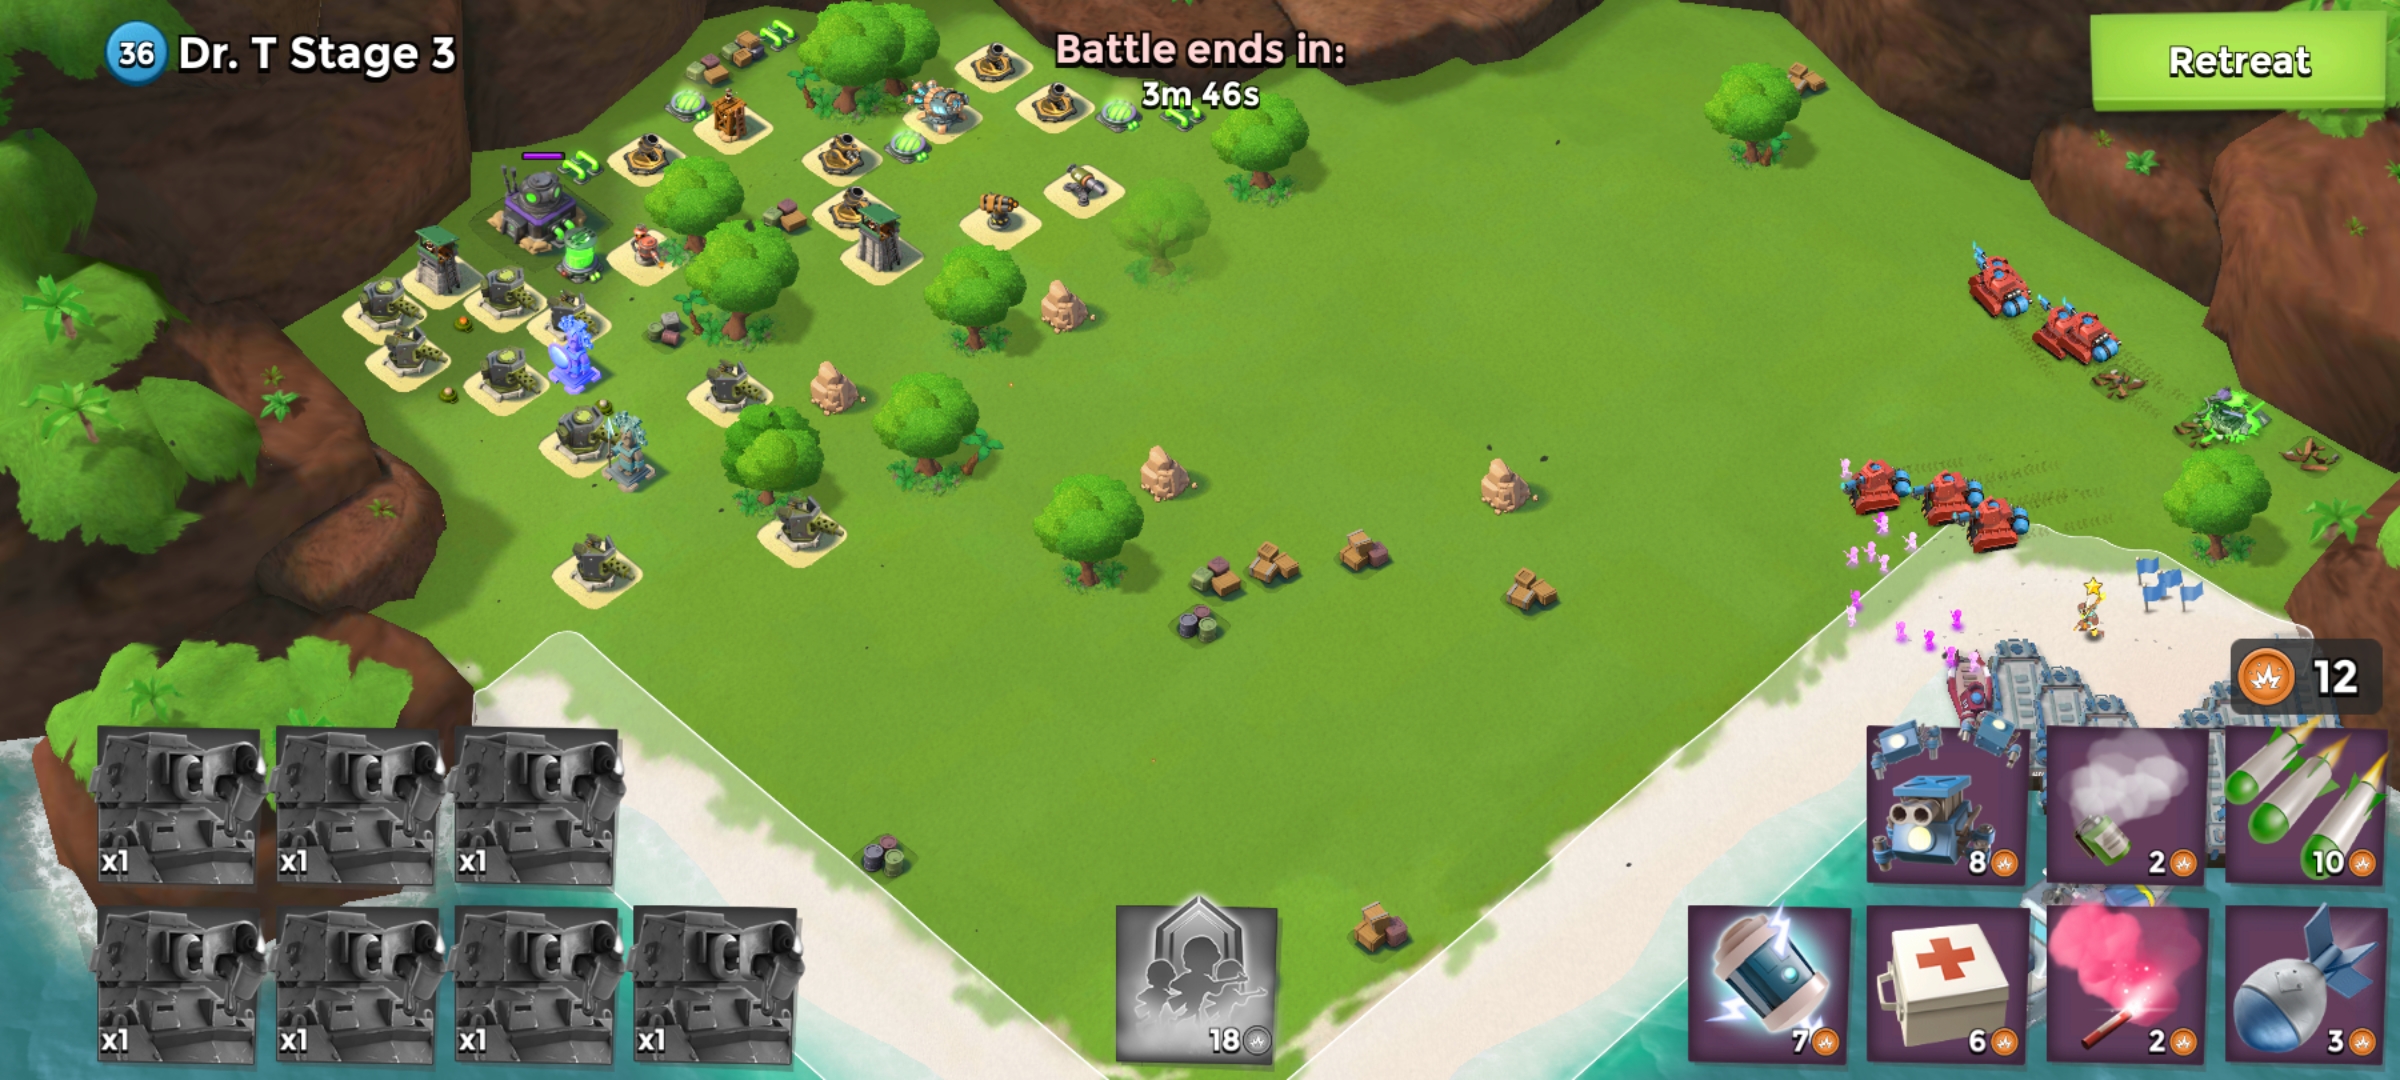 36 Dr. T Stage 3
Battle ends in:
3m 46s
Retreat
12
x1 x1 x1
8 2 10
x1 x1 x1 x1
18
7 6 2 3